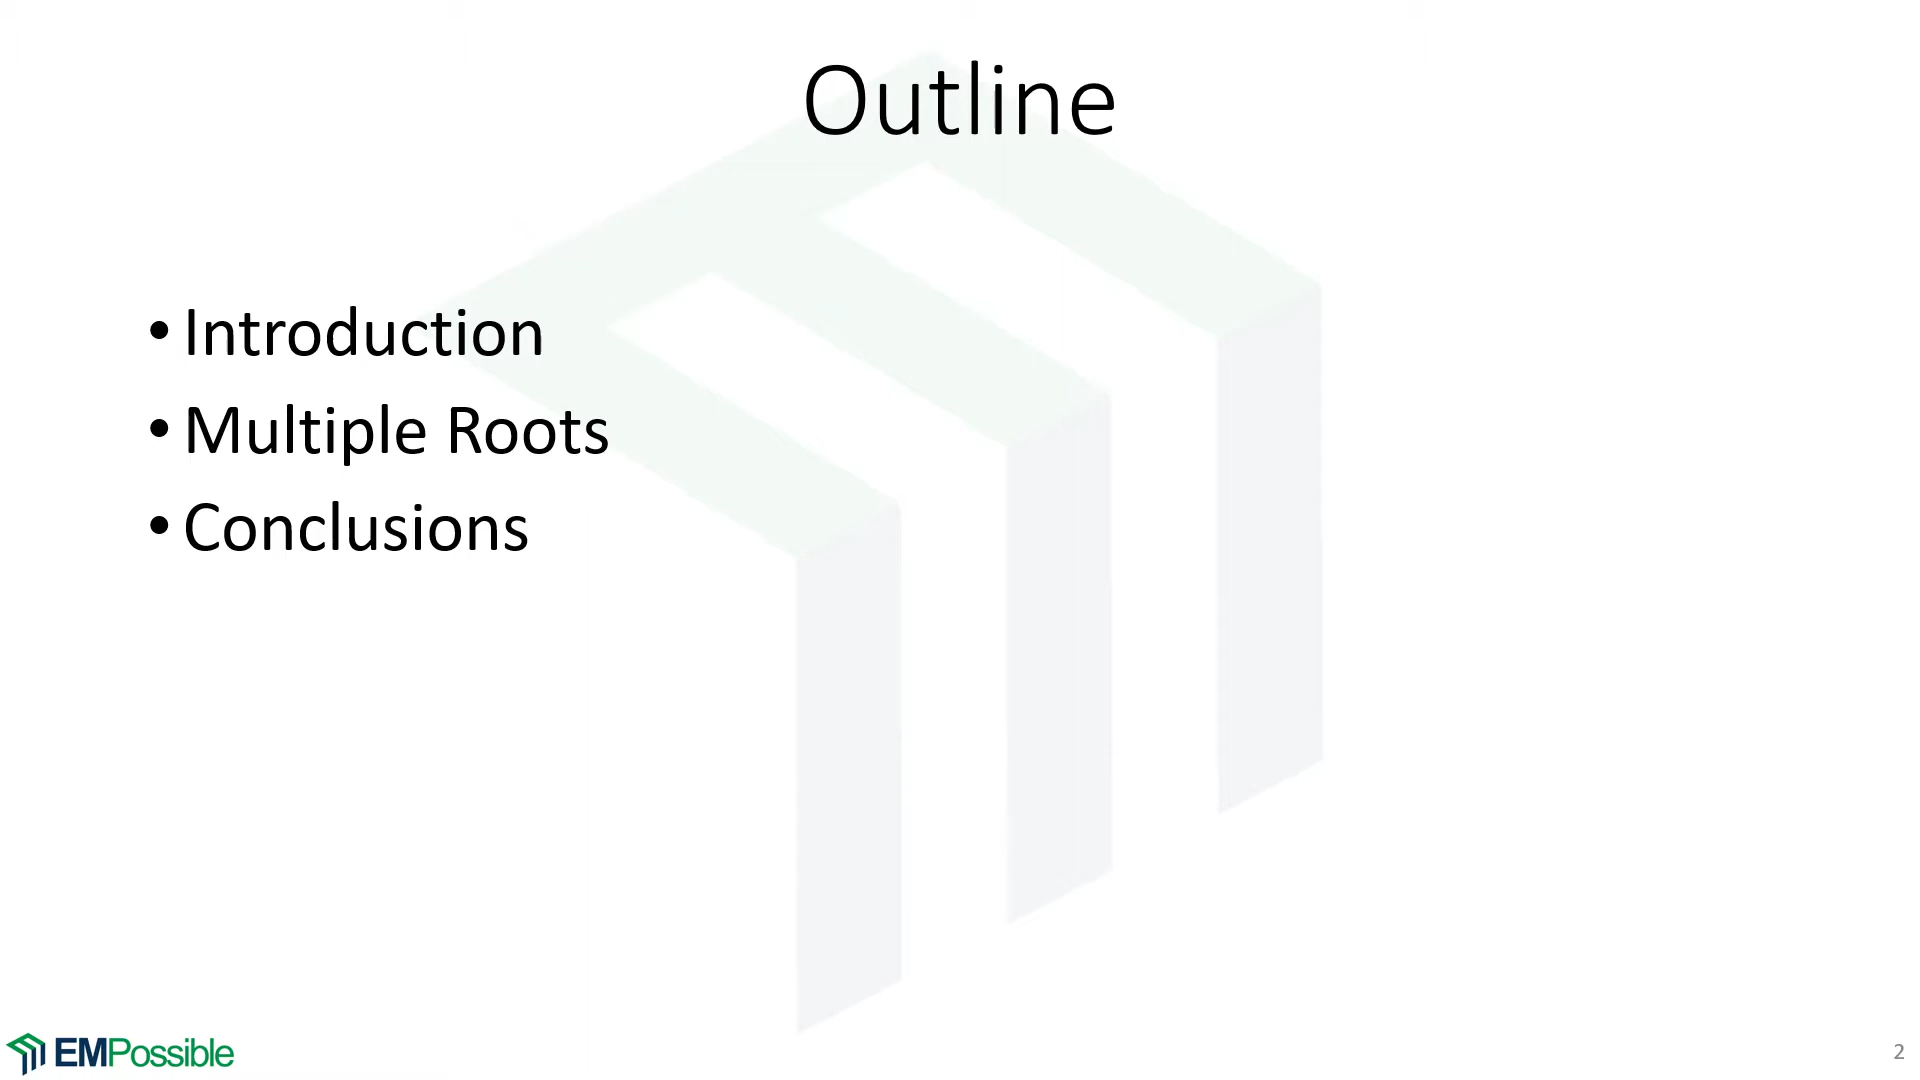 Outline
• Introduction
• Multiple Roots
• Conclusions
EMPossible
2